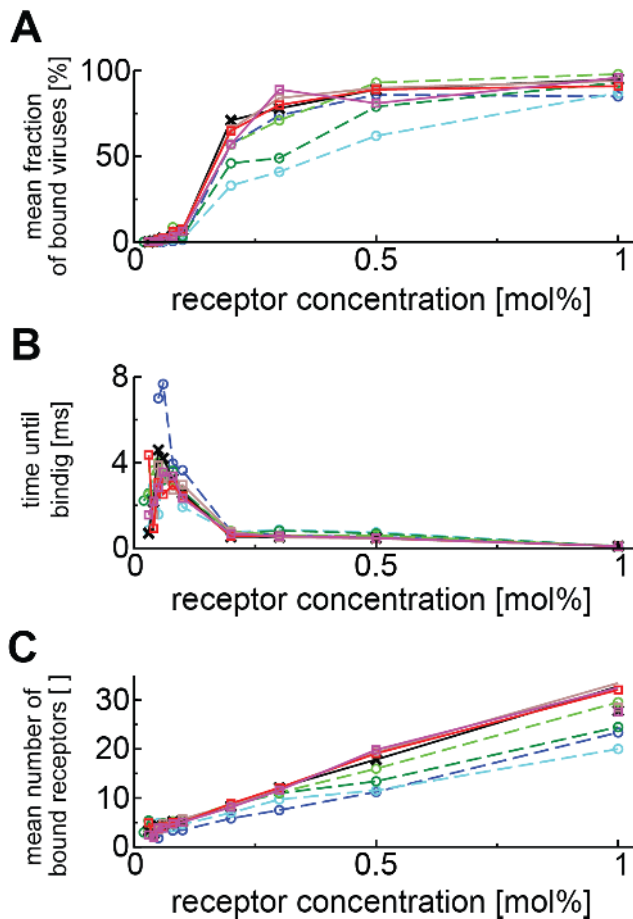 A
mean fraction
of bound viruses [%]
100
50
0
0
0.5
1
receptor concentration [mol%]
B
time until
bindig [ms]
8
4
0
0
0.5
1
receptor concentration [mol%]
C
mean number of
bound receptors [ ]
30
20
10
0
0
0.5
1
receptor concentration [mol%]